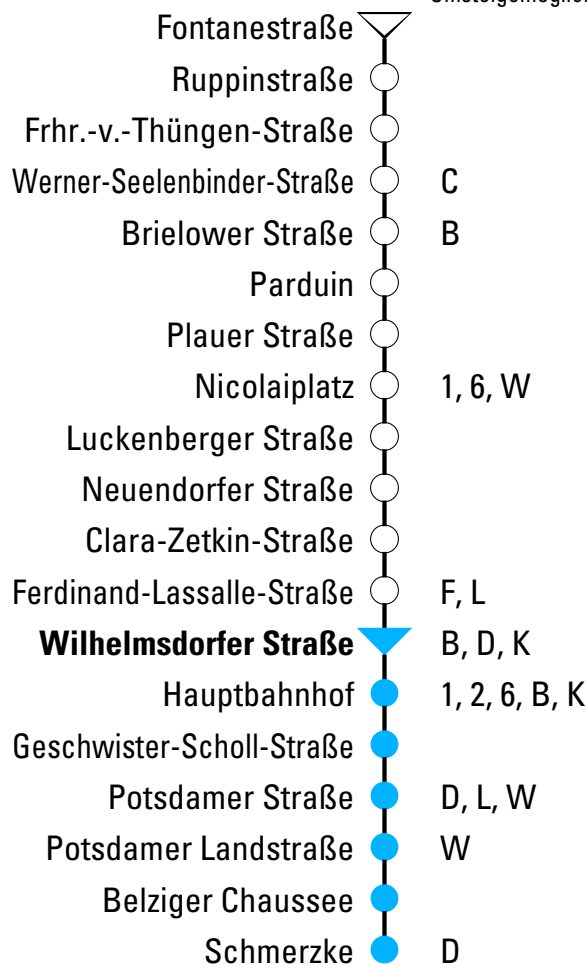 Fontanestraße
Ruppinstraße
Frhr.-v.-Thüngen-Straße
Werner-Seelenbinder-Straße C
Brielower Straße B
Parduin
Plauer Straße
Nicolaiplatz 1, 6, W
Luckenberger Straße
Neuendorfer Straße
Clara-Zetkin-Straße
Ferdinand-Lassalle-Straße F, L
Wilhelmsdorfer Straße B, D, K
Hauptbahnhof 1, 2, 6, B, K
Geschwister-Scholl-Straße
Potsdamer Straße D, L, W
Potsdamer Landstraße W
Belziger Chaussee
Schmerzke D